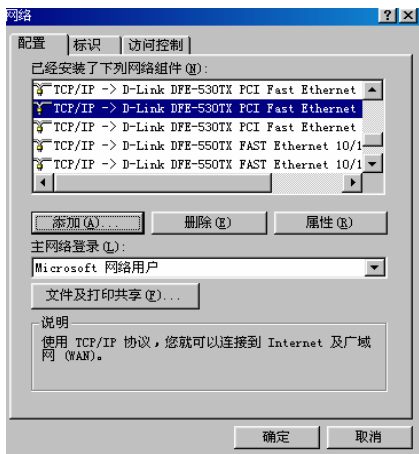 网络
配置 标识 访问控制
已经安装了下列网络组件(N):
TCP/IP -> D-Link DFE-530TX PCI Fast Ethernet
TCP/IP -> D-Link DFE-530TX PCI Fast Ethernet
TCP/IP -> D-Link DFE-530TX PCI Fast Ethernet
TCP/IP -> D-Link DFE-550TX FAST Ethernet 10/1
TCP/IP -> D-Link DFE-550TX FAST Ethernet 10/1
添加(A)... 删除(E) 属性(R)
主网络登录(L):
Microsoft 网络用户
文件及打印共享(F)...
说明
使用 TCP/IP 协议，您就可以连接到 Internet 及广域
网 (WAN)。
确定 取消